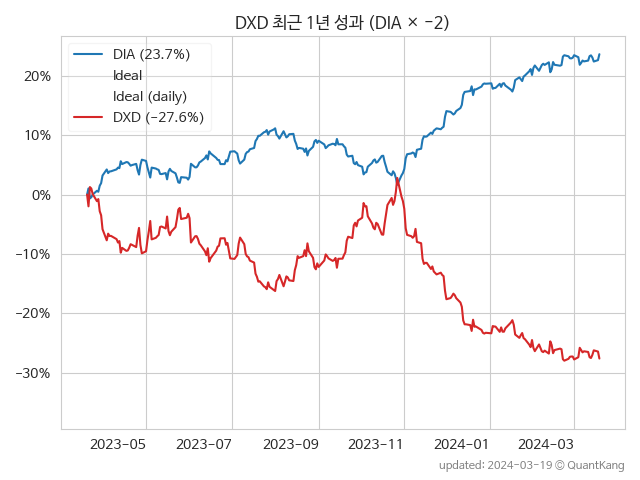 DXD 최근 1년 성과 (DIA × −2)
DIA (23.7%)
Ideal
Ideal (daily)
DXD (−27.6%)
20%
10%
0%
−10%
−20%
−30%
2023-05 2023-07 2023-09 2023-11 2024-01 2024-03
updated: 2024-03-19 © QuantKang